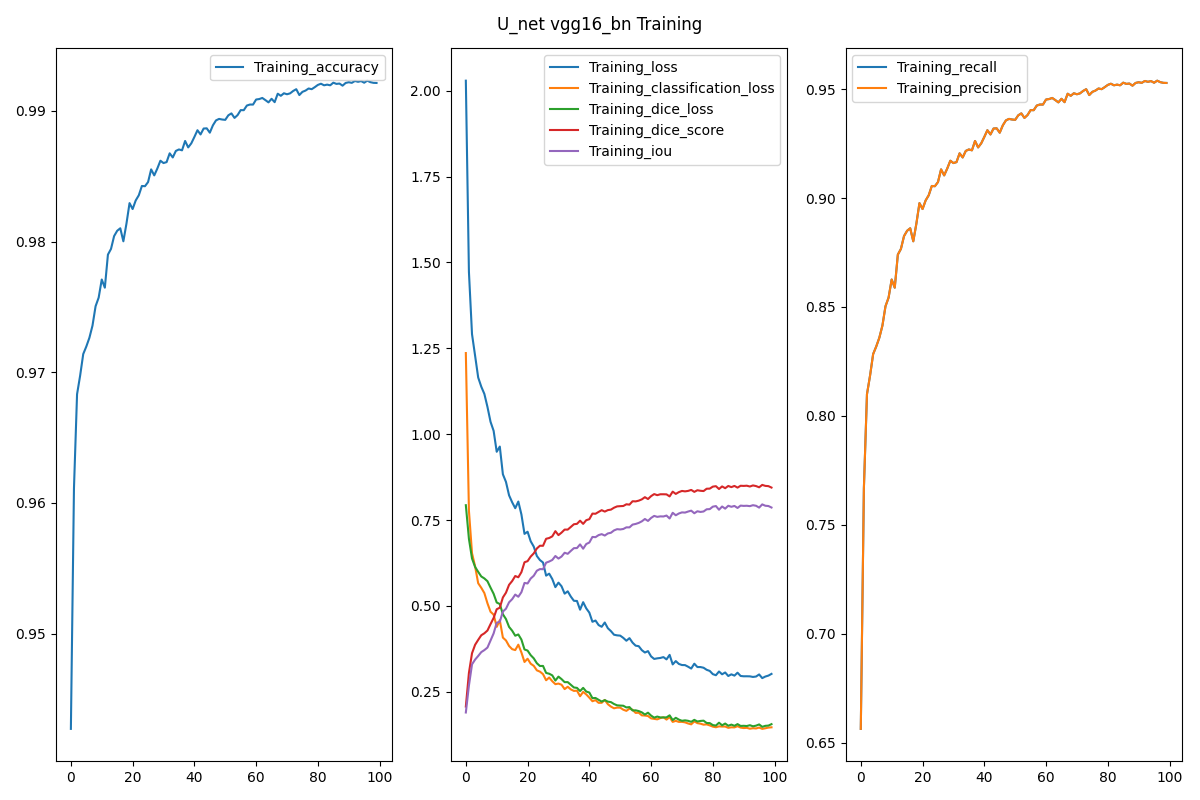 U_net vgg16_bn Training
Training_accuracy
0.99
0.98
0.97
0.96
0.95
0 20 40 60 80 100
Training_loss
Training_classification_loss
Training_dice_loss
Training_dice_score
Training_iou
2.00
1.75
1.50
1.25
1.00
0.75
0.50
0.25
0 20 40 60 80 100
Training_recall
Training_precision
0.95
0.90
0.85
0.80
0.75
0.70
0.65
0 20 40 60 80 100